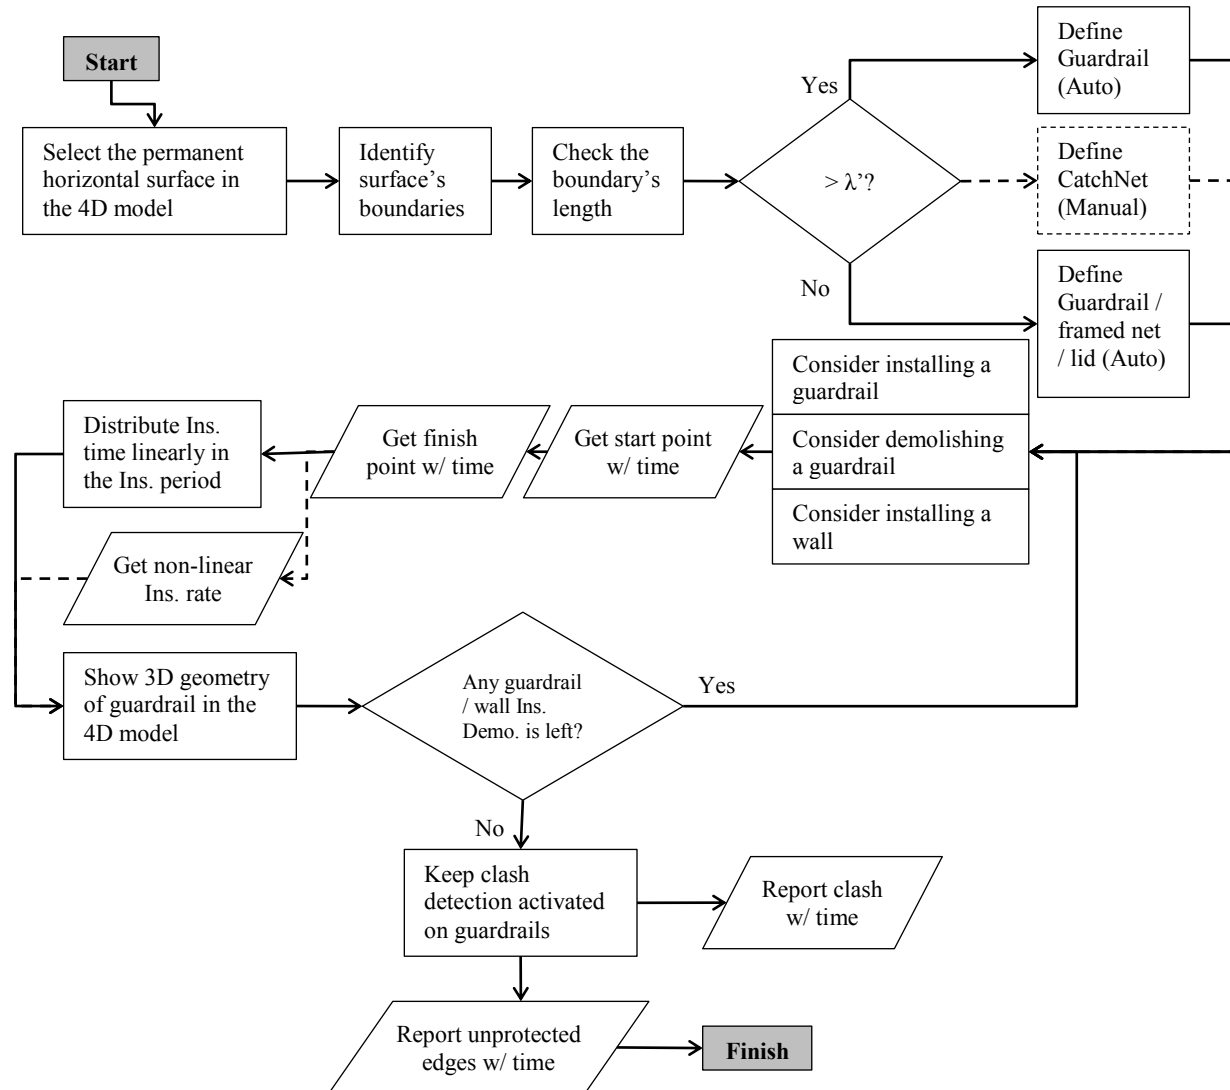 Start
Select the permanent
horizontal surface in
the 4D model
Identify
surface's
boundaries
Check the
boundary's
length
> λ'?
Yes
No
Define
Guardrail
(Auto)
Define
CatchNet
(Manual)
Define
Guardrail /
framed net
/ lid (Auto)
Consider installing a
guardrail
Consider demolishing
a guardrail
Consider installing a
wall
Get start point
w/ time
Get finish
point w/ time
Distribute Ins.
time linearly in
the Ins. period
Get non-linear
Ins. rate
Show 3D geometry
of guardrail in the
4D model
Any guardrail
/ wall Ins.
Demo. is left?
Yes
No
Keep clash
detection activated
on guardrails
Report clash
w/ time
Report unprotected
edges w/ time
Finish